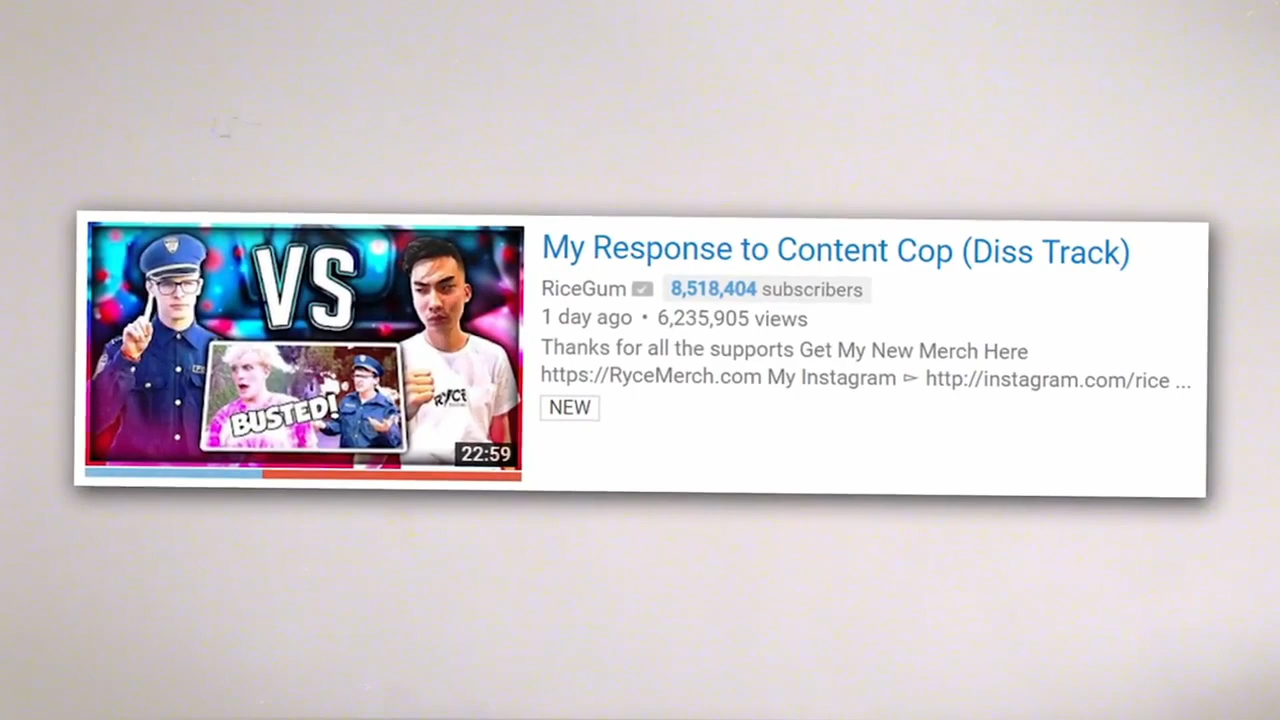 VS
BUSTED!
RYCE
22:59
My Response to Content Cop (Diss Track)
RiceGum 8,518,404 subscribers
1 day ago • 6,235,905 views
Thanks for all the supports Get My New Merch Here
https://RyceMerch.com My Instagram ► http://instagram.com/rice ...
NEW